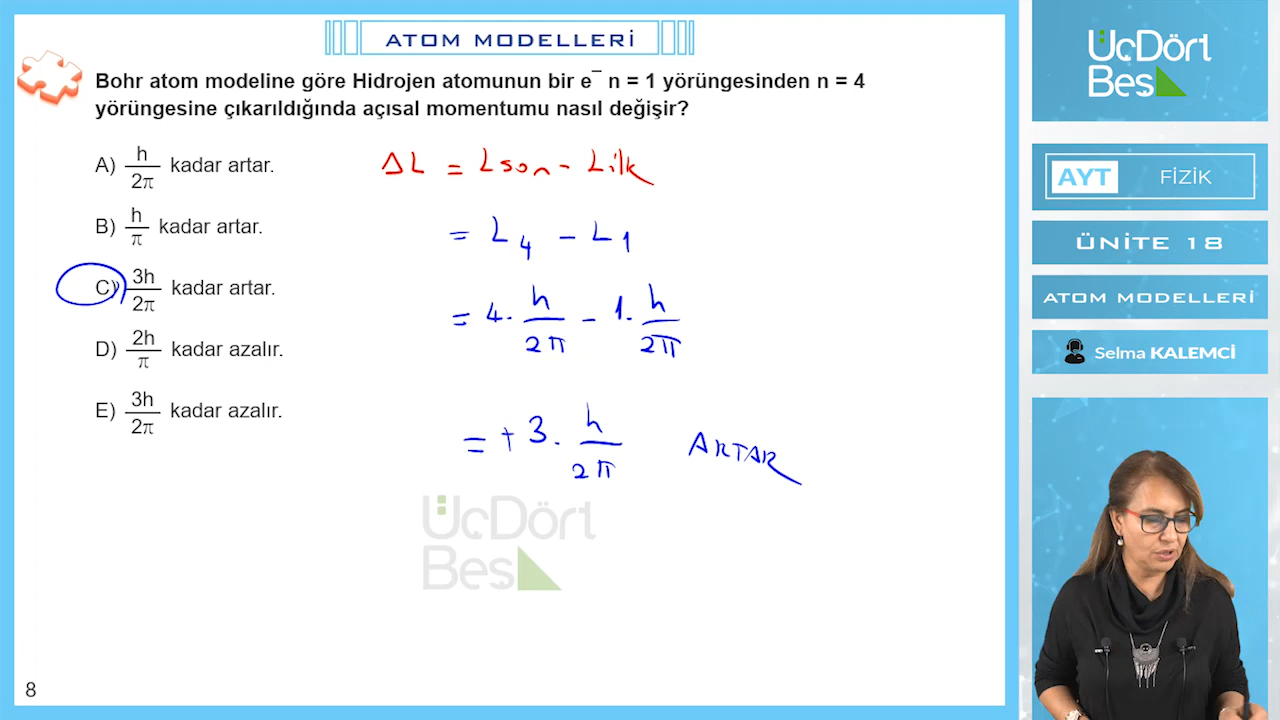 ATOM MODELLERİ
Bohr atom modeline göre Hidrojen atomunun bir e⁻ n = 1 yörüngesinden n = 4
yörüngesine çıkarıldığında açısal momentumu nasıl değişir?
A) h/2π kadar artar.
B) h/π kadar artar.
C) 3h/2π kadar artar.
D) 2h/π kadar azalır.
E) 3h/2π kadar azalır.
ΔL = Lson - Lilk
= L₄ - L₁
= 4. h/2π - 1. h/2π
= +3. h/2π ARTAR
ÜçDört
Beş
8
ÜçDört
Beş
AYT FİZİK
ÜNİTE 18
ATOM MODELLERİ
Selma KALEMCİ